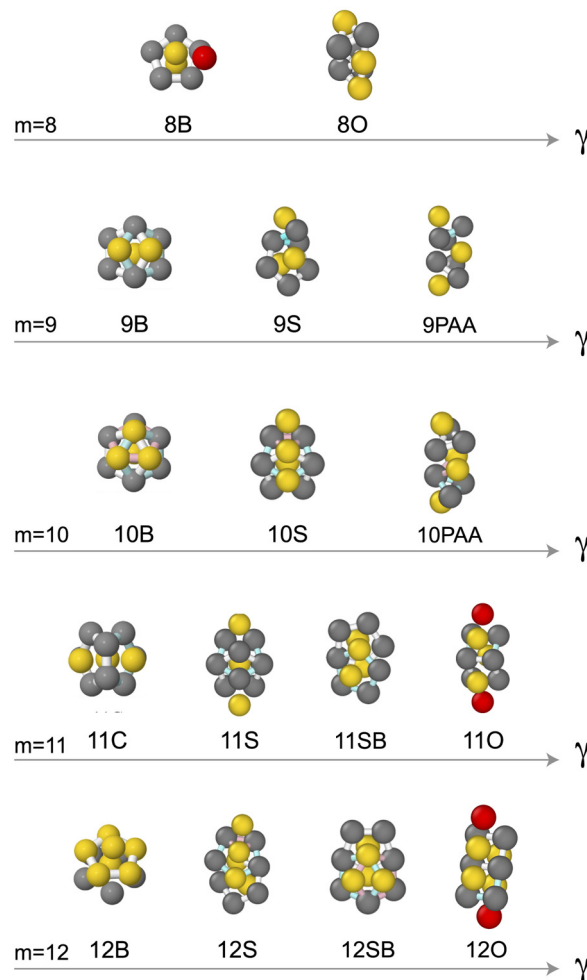 m=8 8B 8O γ
m=9 9B 9S 9PAA γ
m=10 10B 10S 10PAA γ
11C 11S 11SB 11O
m=11 γ
m=12 12B 12S 12SB 12O γ